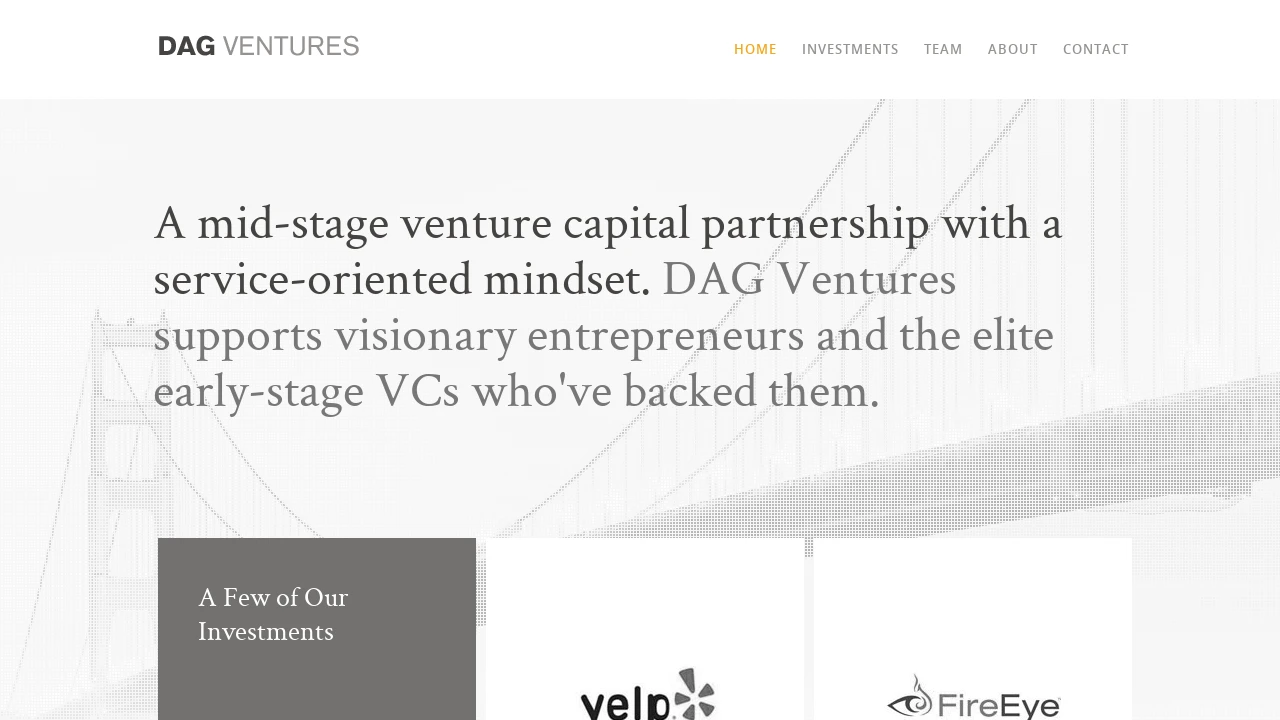 DAG VENTURES
HOME INVESTMENTS TEAM ABOUT CONTACT
A mid-stage venture capital partnership with a
service-oriented mindset. DAG Ventures
supports visionary entrepreneurs and the elite
early-stage VCs who've backed them.
A Few of Our
Investments
yelp
FireEye